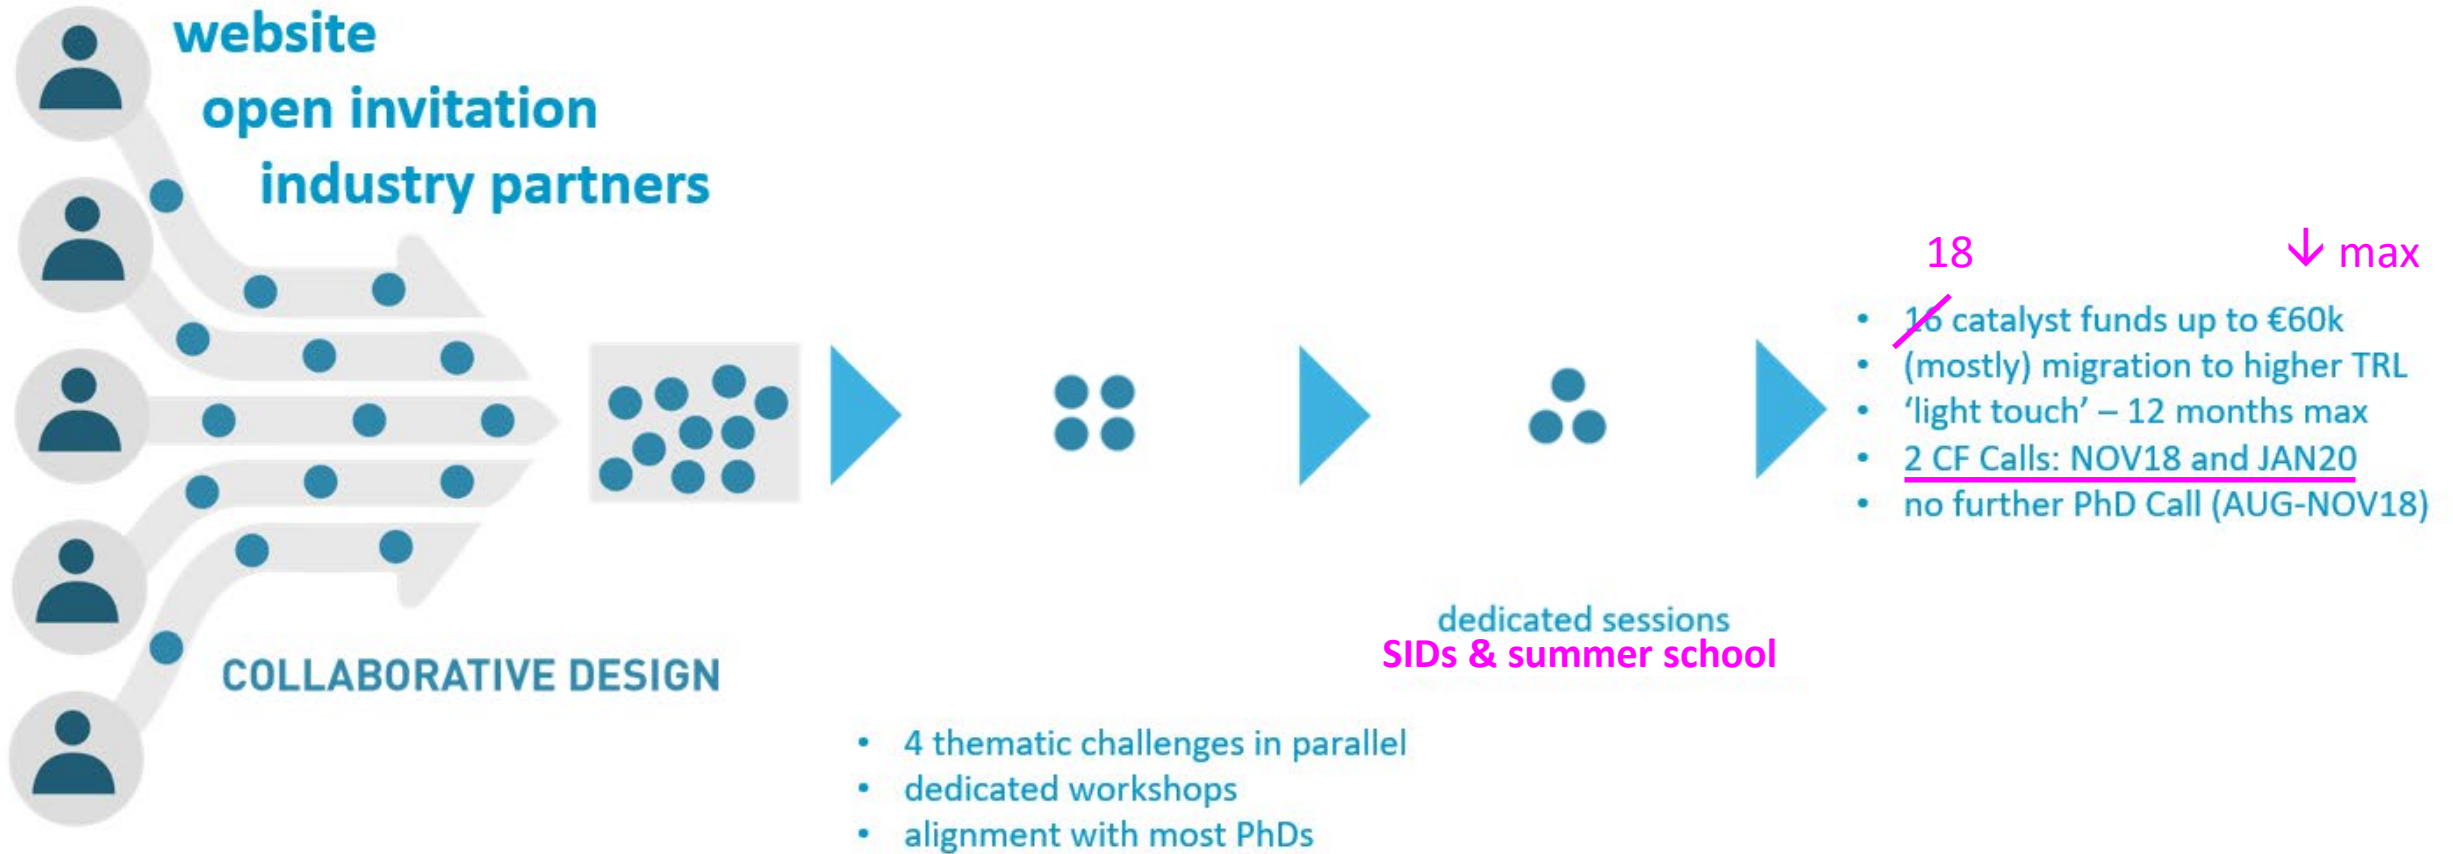 website
open invitation
industry partners
18
↓ max
• 16 catalyst funds up to €60k
• (mostly) migration to higher TRL
• ‘light touch’ – 12 months max
• 2 CF Calls: NOV18 and JAN20
• no further PhD Call (AUG-NOV18)
dedicated sessions
SIDs & summer school
COLLABORATIVE DESIGN
• 4 thematic challenges in parallel
• dedicated workshops
• alignment with most PhDs